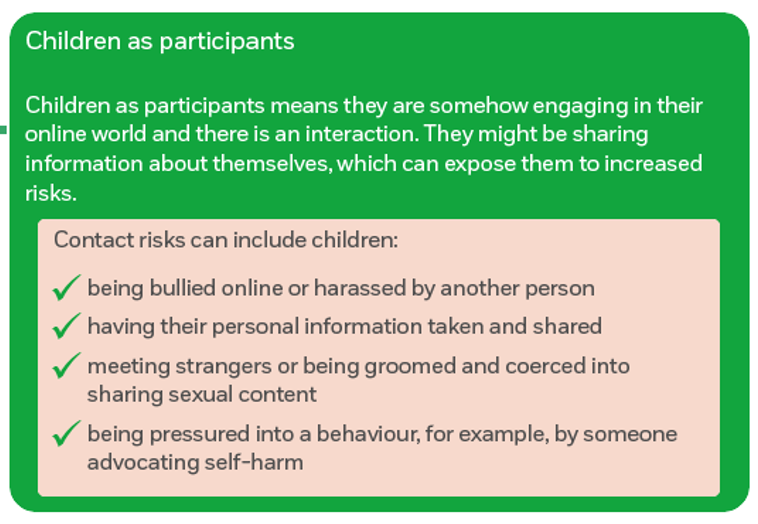 Children as participants
Children as participants means they are somehow engaging in their
online world and there is an interaction. They might be sharing
information about themselves, which can expose them to increased
risks.
Contact risks can include children:
being bullied online or harassed by another person
having their personal information taken and shared
meeting strangers or being groomed and coerced into
sharing sexual content
being pressured into a behaviour, for example, by someone
advocating self-harm